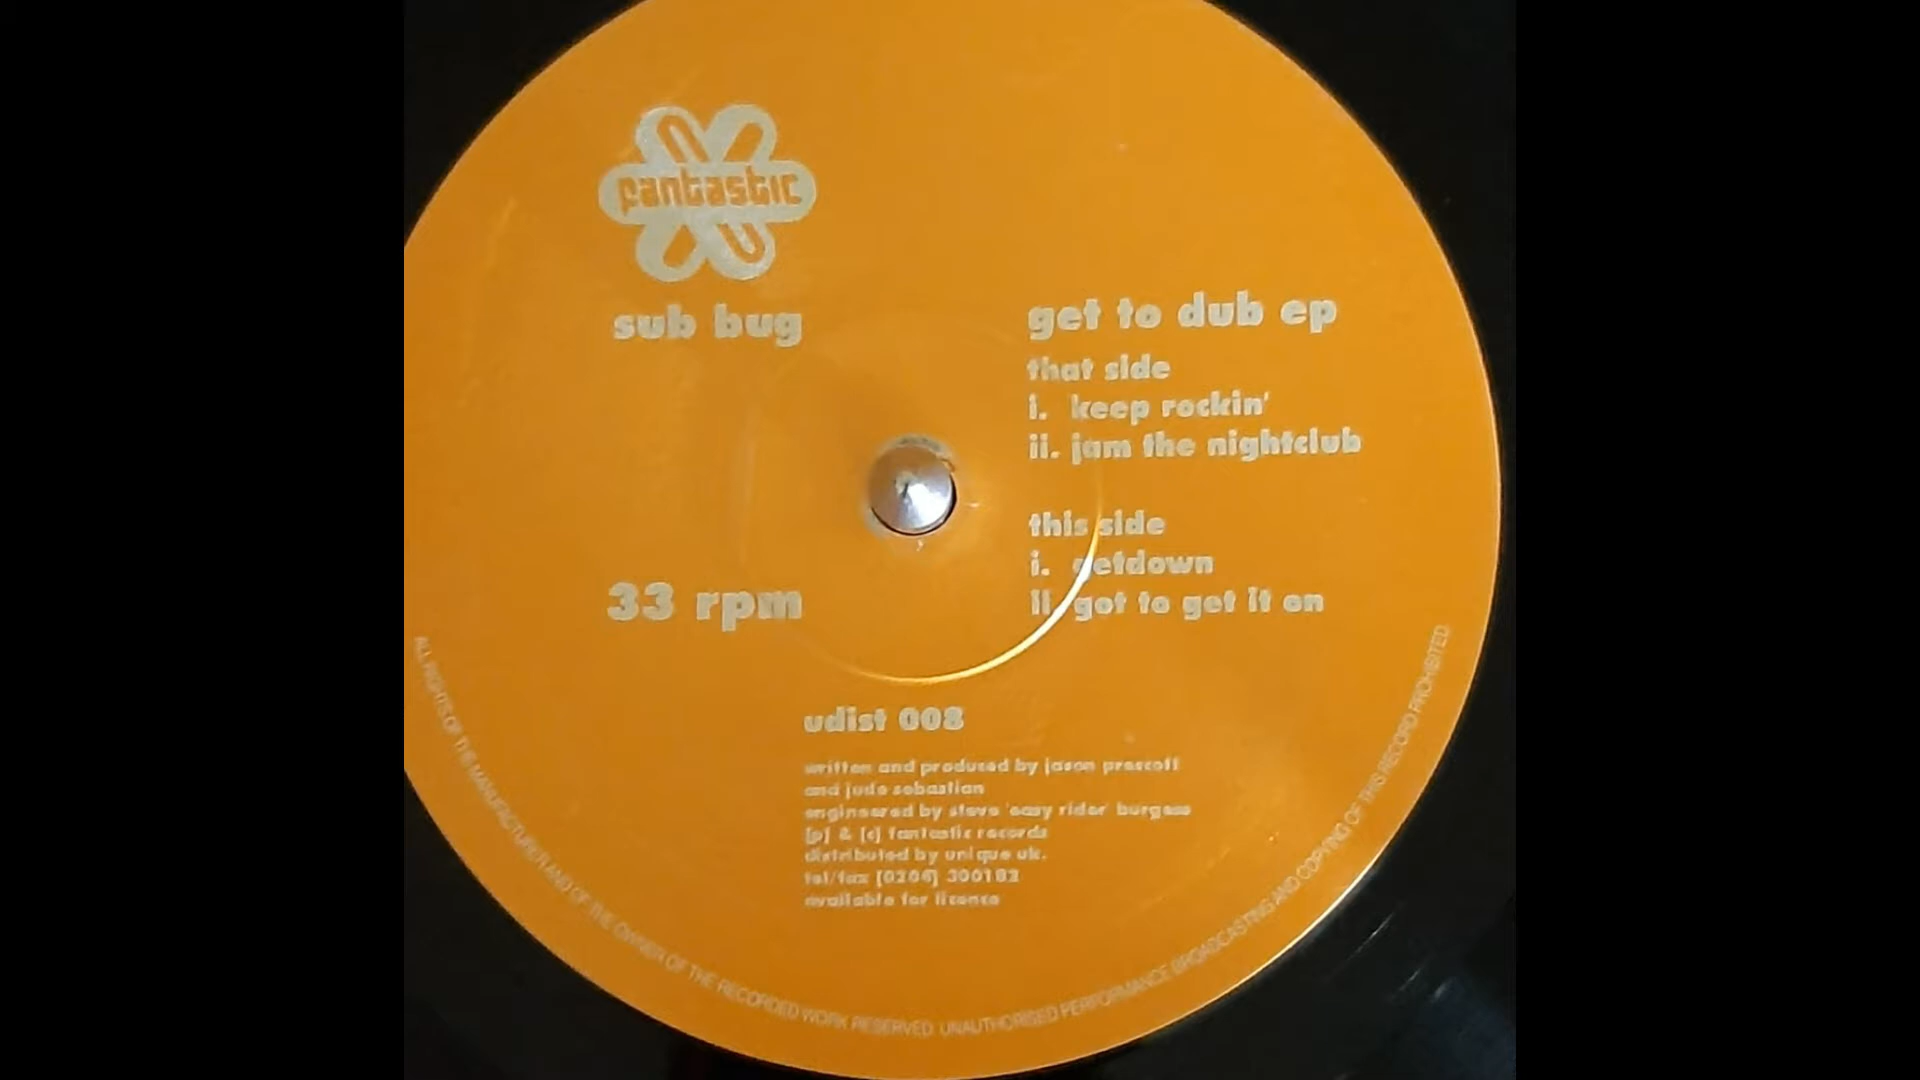 fantastic
sub bug
33 rpm
get to dub ep
that side
i. keep rockin'
ii. jam the nightclub
this side
i. getdown
ii. got to get it on
udist 008
written and produced by jason prescott
and jude sebastian
engineered by steve 'easy rider' burgess
[p] & [c] fantastic records
distributed by unique uk.
tel/fax [0204] 300182
available for licence
ALL RIGHTS OF THE MANUFACTURER AND OF THE OWNER OF THE RECORDED WORK RESERVED. UNAUTHORISED PERFORMANCE BROADCASTING AND COPYING OF THIS RECORD PROHIBITED